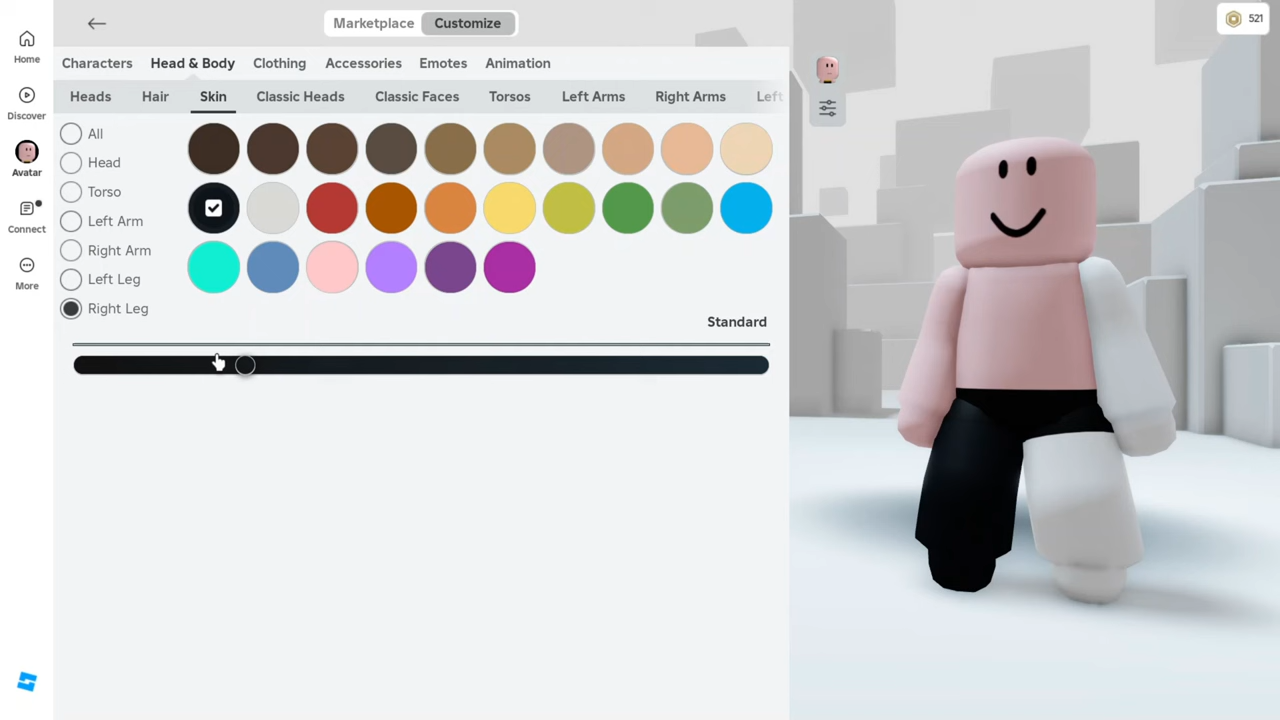 Marketplace Customize 521
Home
Discover
Avatar
Connect
More
Characters Head & Body Clothing Accessories Emotes Animation
Heads Hair Skin Classic Heads Classic Faces Torsos Left Arms Right Arms Left
All
Head
Torso
Left Arm
Right Arm
Left Leg
Right Leg
Standard